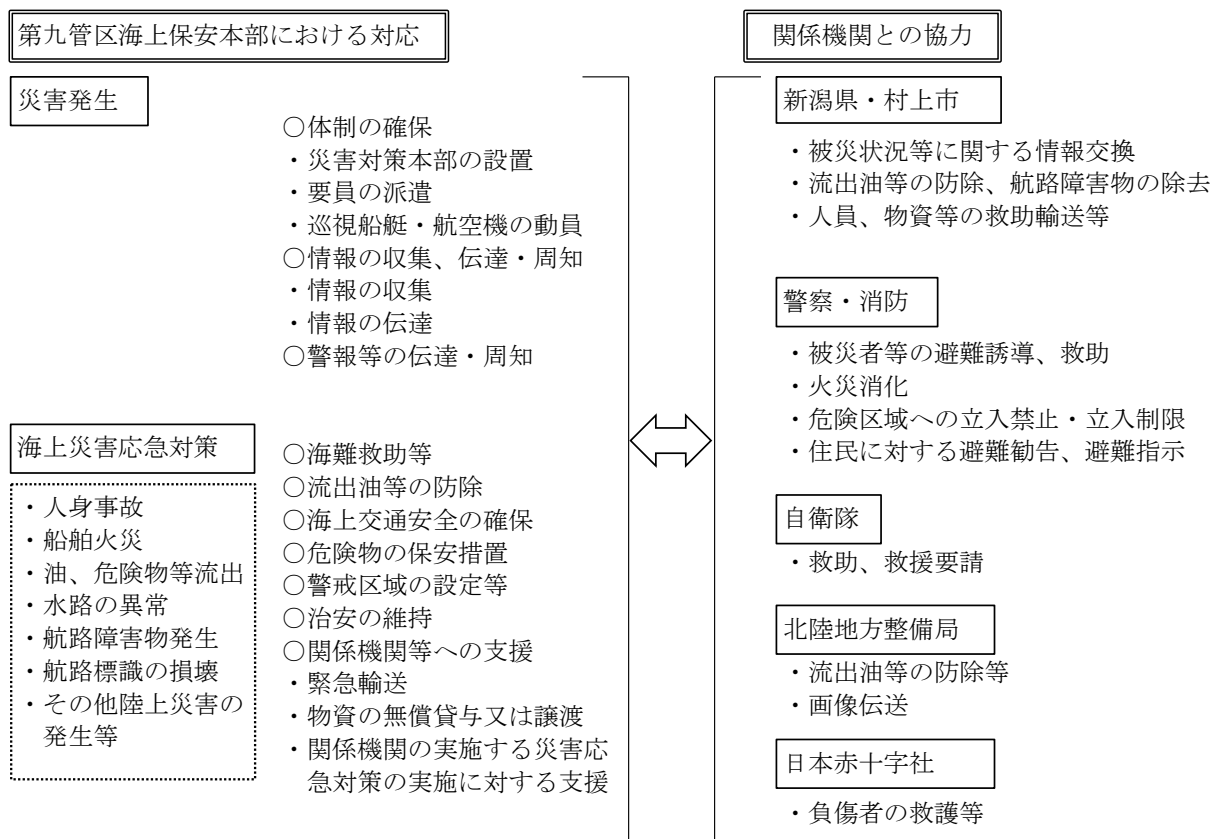 第九管区海上保安本部における対応
災害発生
○体制の確保
・災害対策本部の設置
・要員の派遣
・巡視船艇・航空機の動員
○情報の収集、伝達・周知
・情報の収集
・情報の伝達
○警報等の伝達・周知
海上災害応急対策
・人身事故
・船舶火災
・油、危険物等流出
・水路の異常
・航路障害物発生
・航路標識の損壊
・その他陸上災害の
発生等
○海難救助等
○流出油等の防除
○海上交通安全の確保
○危険物の保安措置
○警戒区域の設定等
○治安の維持
○関係機関等への支援
・緊急輸送
・物資の無償貸与又は譲渡
・関係機関の実施する災害応
急対策の実施に対する支援
関係機関との協力
新潟県・村上市
・被災状況等に関する情報交換
・流出油等の防除、航路障害物の除去
・人員、物資等の救助輸送等
警察・消防
・被災者等の避難誘導、救助
・火災消化
・危険区域への立入禁止・立入制限
・住民に対する避難勧告、避難指示
自衛隊
・救助、救援要請
北陸地方整備局
・流出油等の防除等
・画像伝送
日本赤十字社
・負傷者の救護等